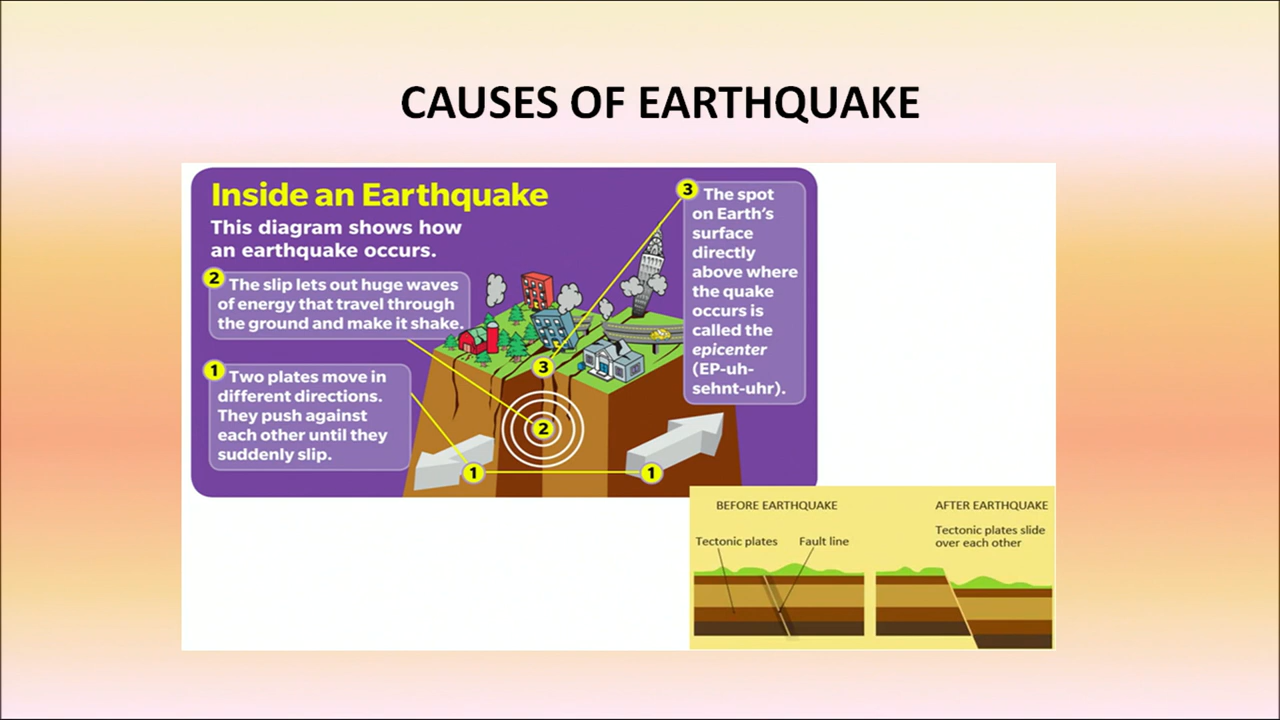 CAUSES OF EARTHQUAKE
Inside an Earthquake
This diagram shows how
an earthquake occurs.
2 The slip lets out huge waves
of energy that travel through
the ground and make it shake.
1 Two plates move in
different directions.
They push against
each other until they
suddenly slip.
3 The spot
on Earth's
surface
directly
above where
the quake
occurs is
called the
epicenter
(EP-uh-
sehnt-uhr).
3
2
1
1
BEFORE EARTHQUAKE
Tectonic plates
Fault line
AFTER EARTHQUAKE
Tectonic plates slide
over each other